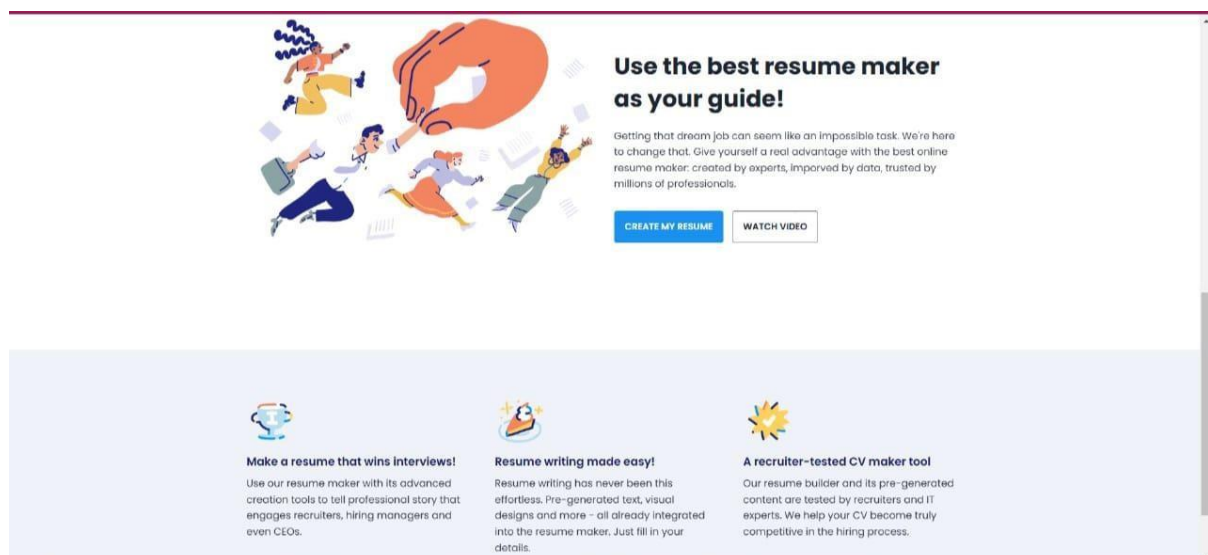 Use the best resume maker
as your guide!
Getting that dream job can seem like an impossible task. We're here
to change that. Give yourself a real advantage with the best online
resume maker: created by experts, imporved by data, trusted by
millions of professionals.
CREATE MY RESUME
WATCH VIDEO
Make a resume that wins interviews!
Use our resume maker with its advanced
creation tools to tell professional story that
engages recruiters, hiring managers and
even CEOs.
Resume writing made easy!
Resume writing has never been this
effortless. Pre-generated text, visual
designs and more - all already integrated
into the resume maker. Just fill in your
details.
A recruiter-tested CV maker tool
Our resume builder and its pre-generated
content are tested by recruiters and IT
experts. We help your CV become truly
competitive in the hiring process.